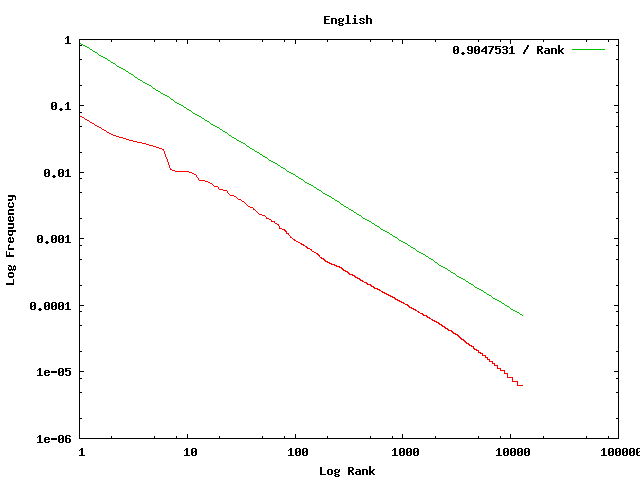 English
0.9047531 / Rank
1
0.1
0.01
0.001
0.0001
1e-05
1e-06
Log Frequency
1 10 100 1000 10000 100000
Log Rank